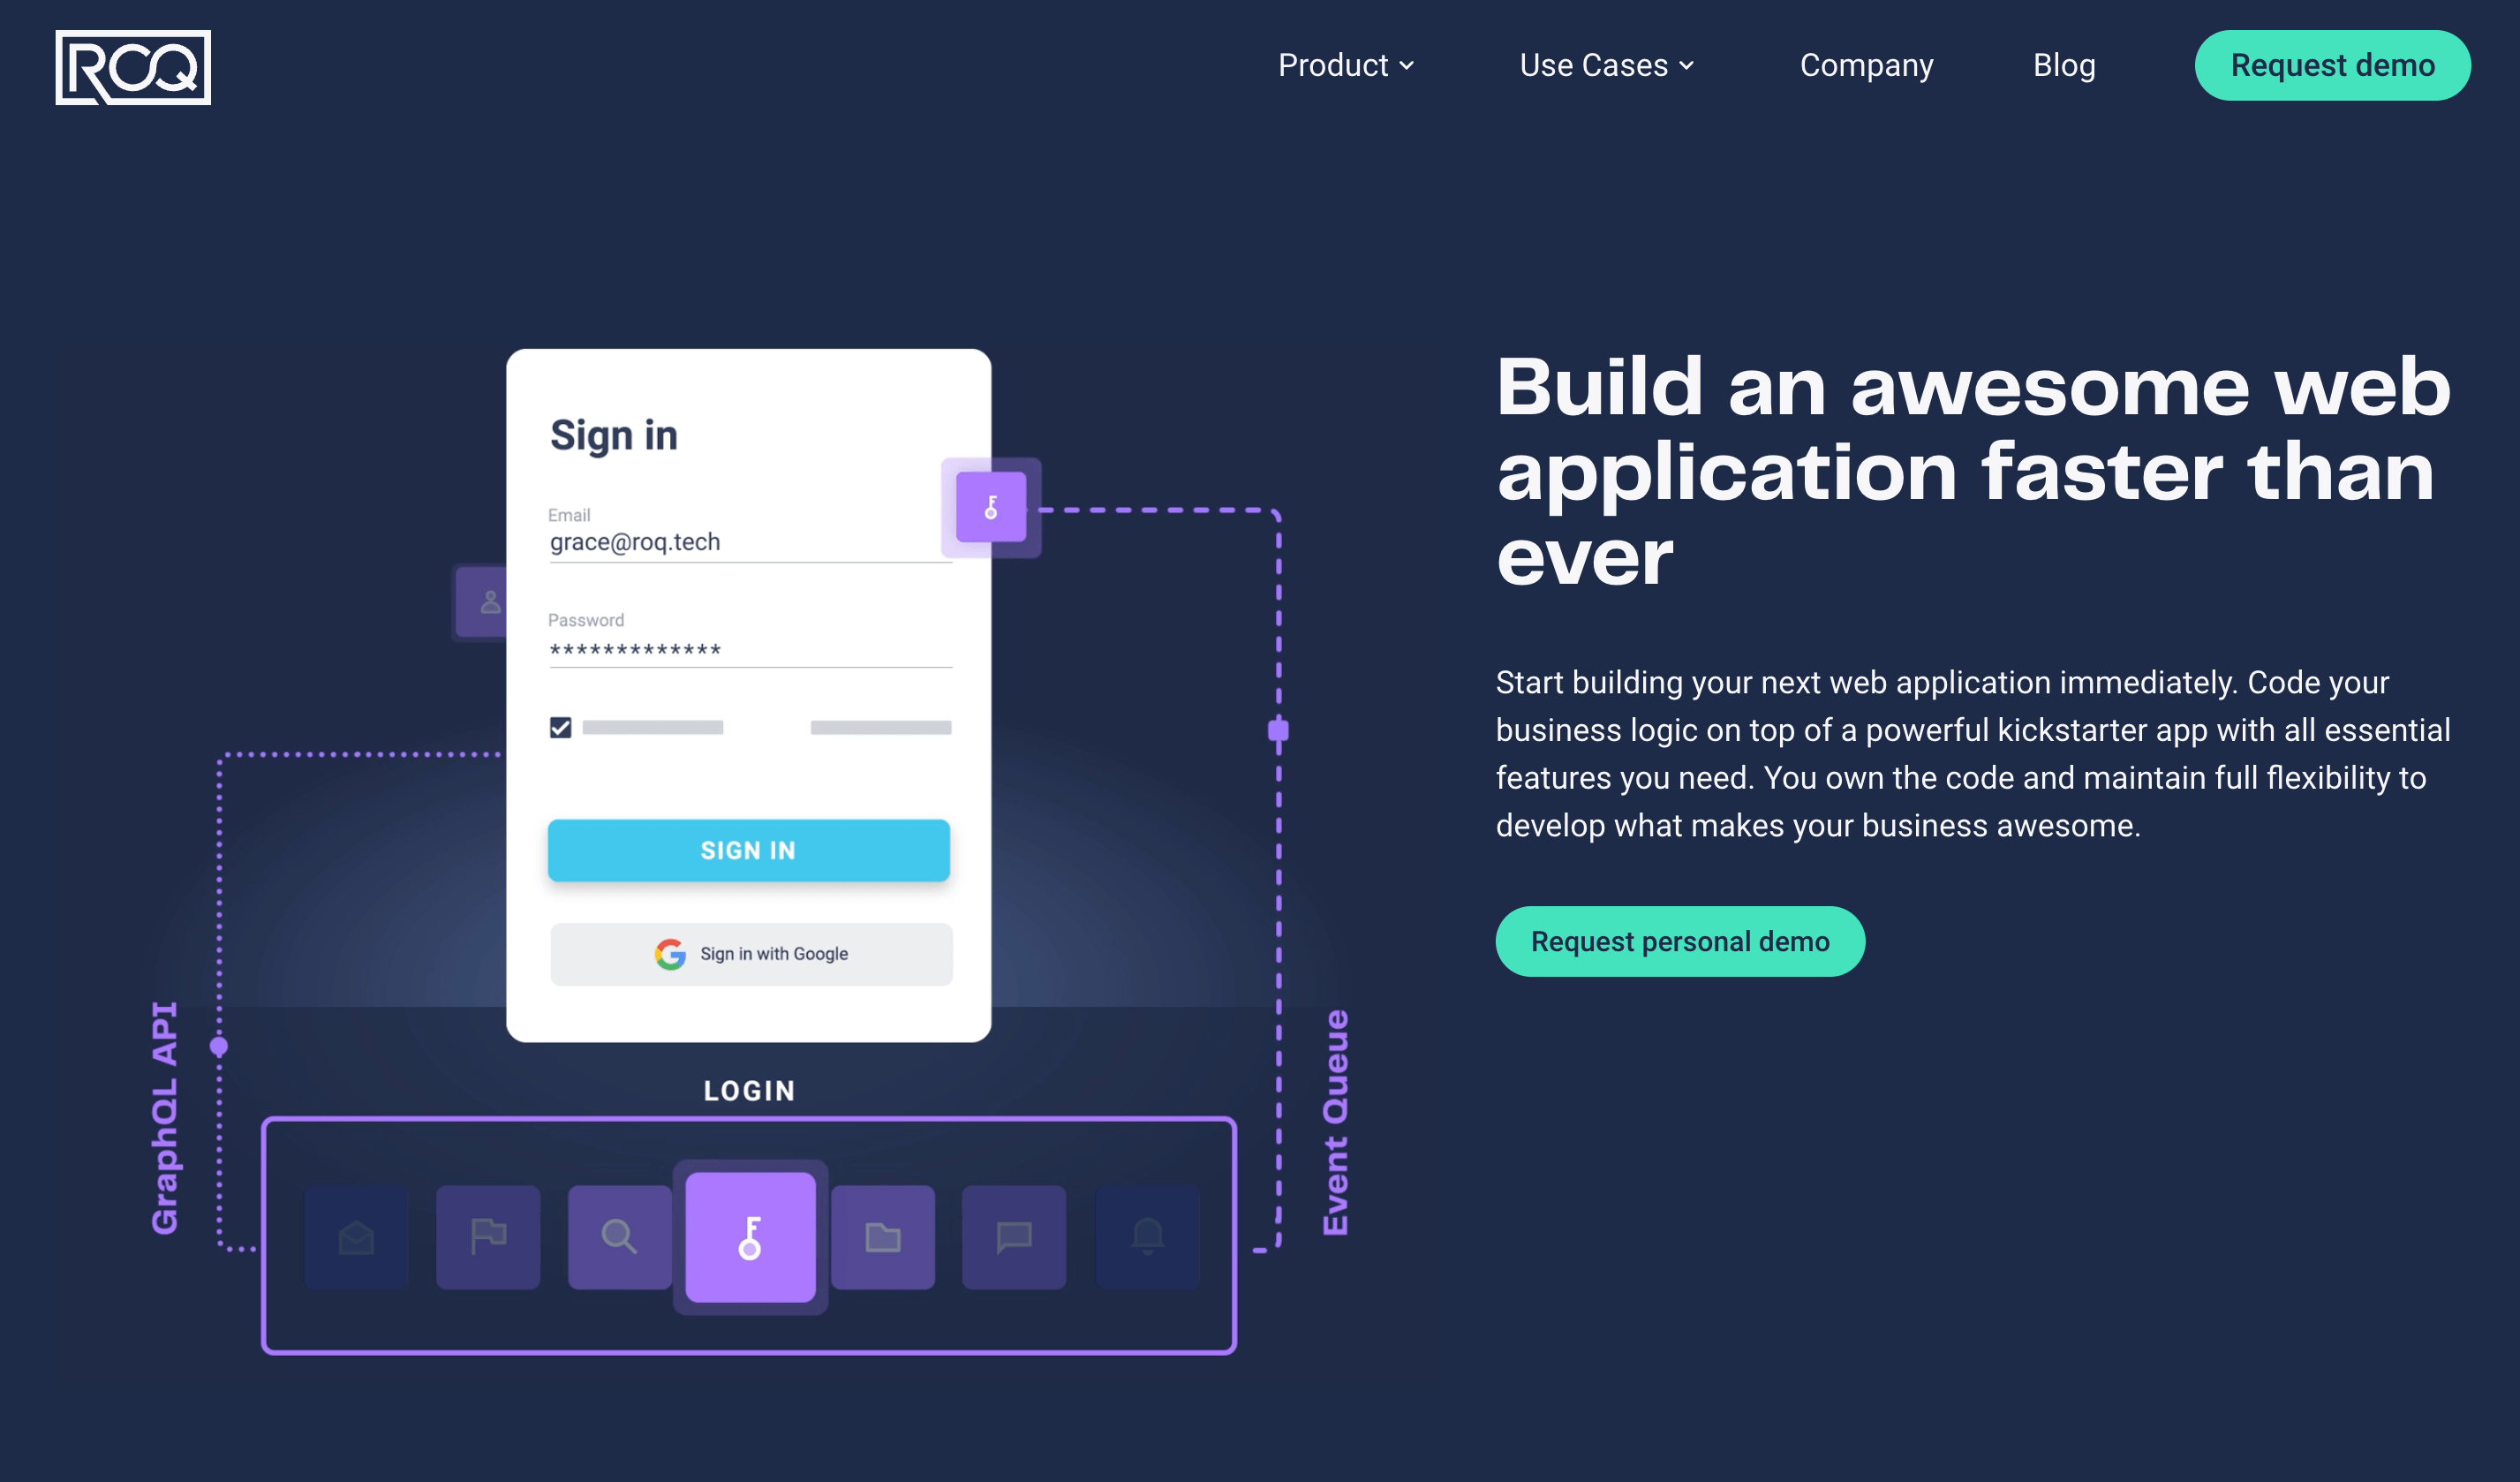 ROQ
Product
Use Cases
Company
Blog
Request demo
Sign in
Email
grace@roq.tech
Password
*************
SIGN IN
Sign in with Google
LOGIN
GraphQL API
Event Queue
Build an awesome web
application faster than
ever
Start building your next web application immediately. Code your
business logic on top of a powerful kickstarter app with all essential
features you need. You own the code and maintain full flexibility to
develop what makes your business awesome.
Request personal demo